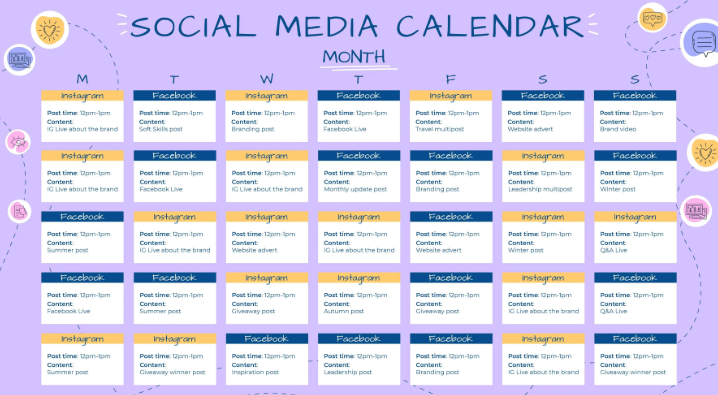 SOCIAL MEDIA CALENDAR
MONTH
M T W T F S S
Instagram Facebook Instagram Facebook Instagram Facebook Facebook
Post time: 12pm-1pm Post time: 12pm-1pm Post time: 12pm-1pm Post time: 12pm-1pm Post time: 12pm-1pm Post time: 12pm-1pm Post time: 12pm-1pm
Content: Content: Content: Content: Content: Content: Content:
IG Live about the brand Soft Skills post Branding post Facebook Live Travel multipost Website advert Brand video
Instagram Facebook Instagram Facebook Facebook Instagram Facebook
Post time: 12pm-1pm Post time: 12pm-1pm Post time: 12pm-1pm Post time: 12pm-1pm Post time: 12pm-1pm Post time: 12pm-1pm Post time: 12pm-1pm
Content: Content: Content: Content: Content: Content: Content:
IG Live about the brand Facebook Live IG Live about the brand Monthly update post Branding post Leadership multipost Winter post
Facebook Instagram Instagram Instagram Facebook Instagram Instagram
Post time: 12pm-1pm Post time: 12pm-1pm Post time: 12pm-1pm Post time: 12pm-1pm Post time: 12pm-1pm Post time: 12pm-1pm Post time: 12pm-1pm
Content: Content: Content: Content: Content: Content: Content:
Summer post IG Live about the brand Website advert IG Live about the brand Website advert Winter post Q&A Live
Facebook Facebook Instagram Instagram Facebook Instagram Facebook
Post time: 12pm-1pm Post time: 12pm-1pm Post time: 12pm-1pm Post time: 12pm-1pm Post time: 12pm-1pm Post time: 12pm-1pm Post time: 12pm-1pm
Content: Content: Content: Content: Content: Content: Content:
Facebook Live Summer post Giveaway post Autumn post Giveaway post IG Live about the brand Q&A Live
Instagram Instagram Facebook Facebook Facebook Instagram Facebook
Post time: 12pm-1pm Post time: 12pm-1pm Post time: 12pm-1pm Post time: 12pm-1pm Post time: 12pm-1pm Post time: 12pm-1pm Post time: 12pm-1pm
Content: Content: Content: Content: Content: Content: Content:
Summer post Giveaway winner post Inspiration post Leadership post Branding post IG Live about the brand Giveaway winner post